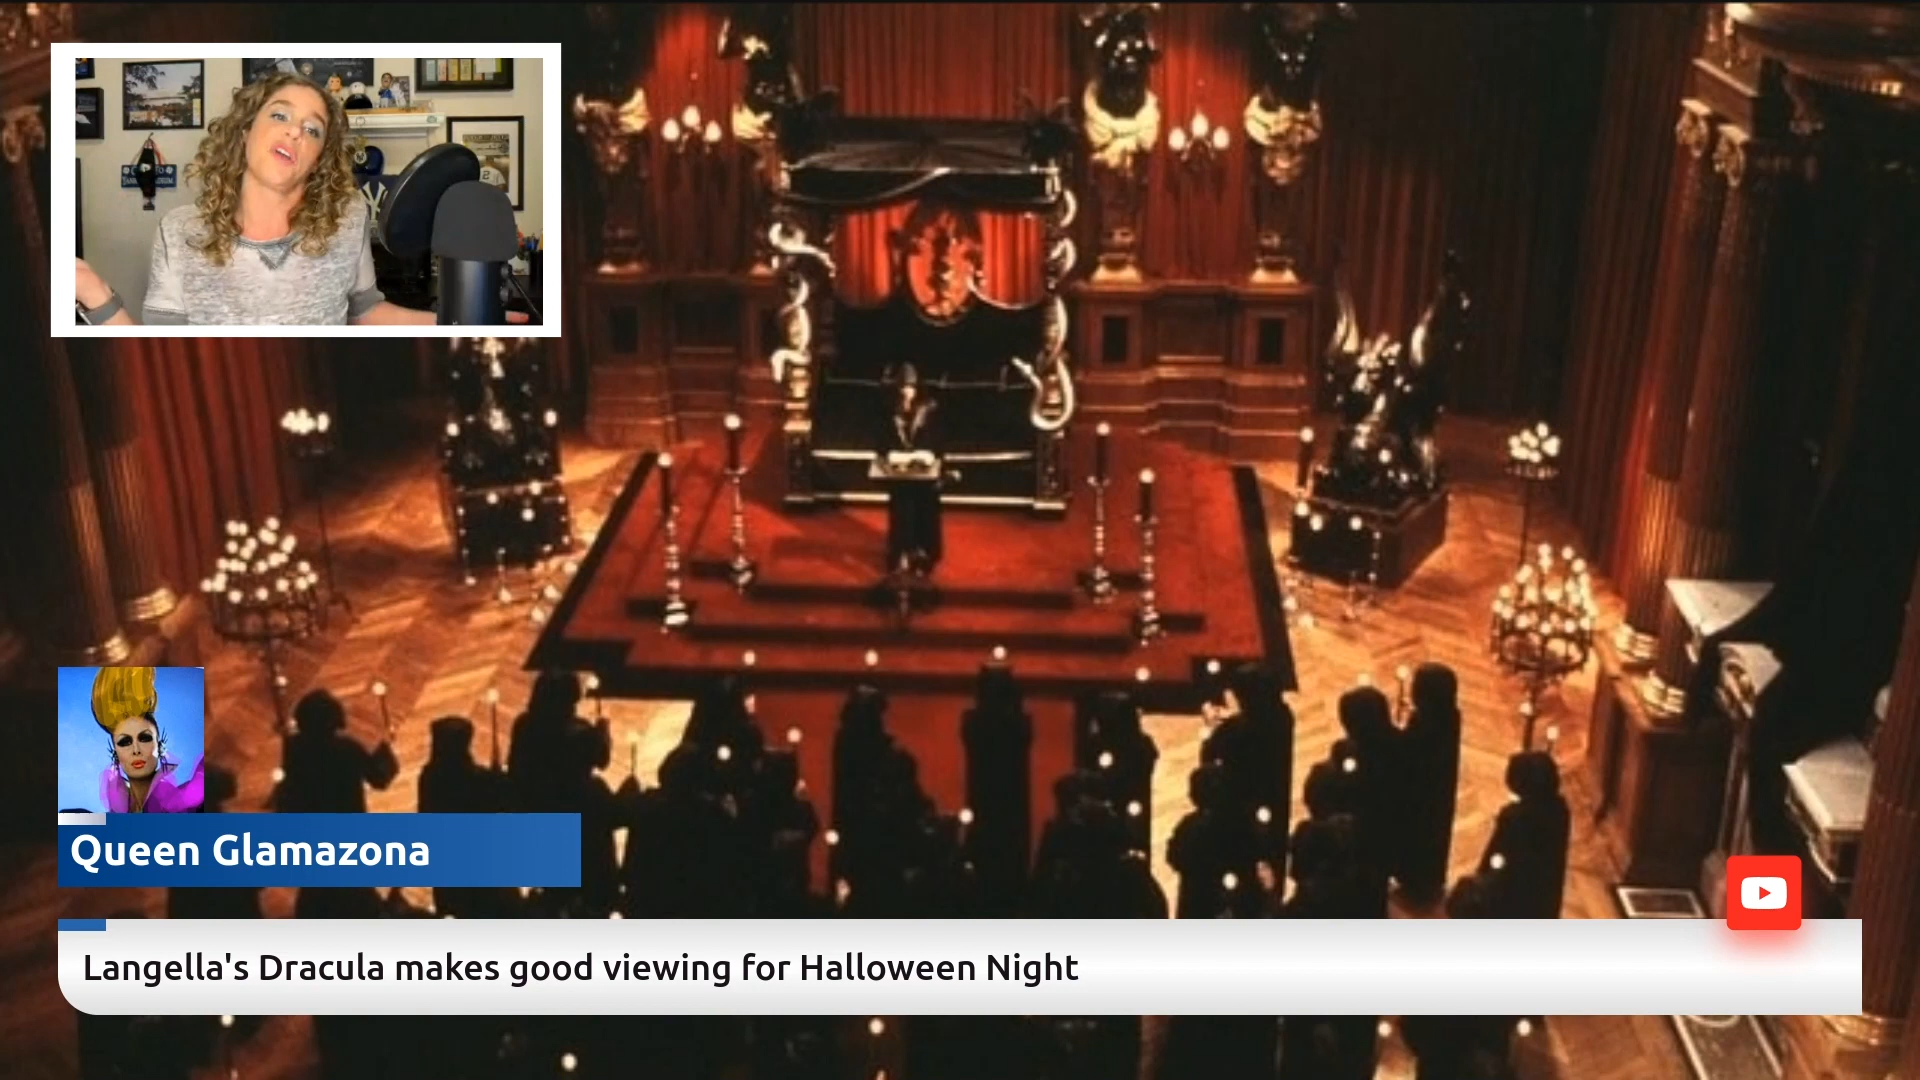 Queen Glamazona
Langella's Dracula makes good viewing for Halloween Night